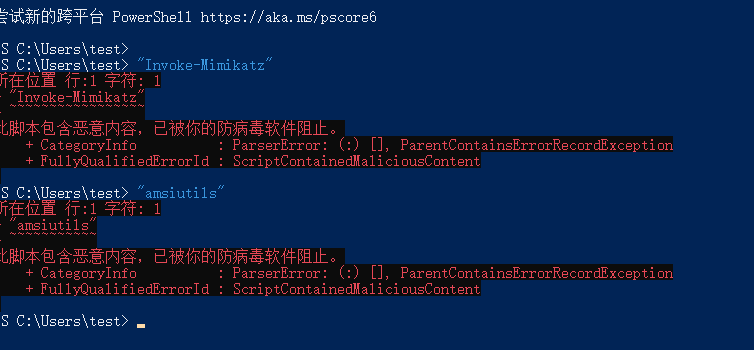 尝试新的跨平台 PowerShell https://aka.ms/pscore6
S C:\Users\test>
S C:\Users\test> "Invoke-Mimikatz"
所在位置 行:1 字符: 1
+ "Invoke-Mimikatz"
+ ~~~~~~~~~~~~~~~~~
此脚本包含恶意内容，已被你的防病毒软件阻止。
+ CategoryInfo          : ParserError: (:) [], ParentContainsErrorRecordException
+ FullyQualifiedErrorId : ScriptContainedMaliciousContent
S C:\Users\test> "amsiutils"
所在位置 行:1 字符: 1
+ "amsiutils"
+ ~~~~~~~~~~~
此脚本包含恶意内容，已被你的防病毒软件阻止。
+ CategoryInfo          : ParserError: (:) [], ParentContainsErrorRecordException
+ FullyQualifiedErrorId : ScriptContainedMaliciousContent
S C:\Users\test>